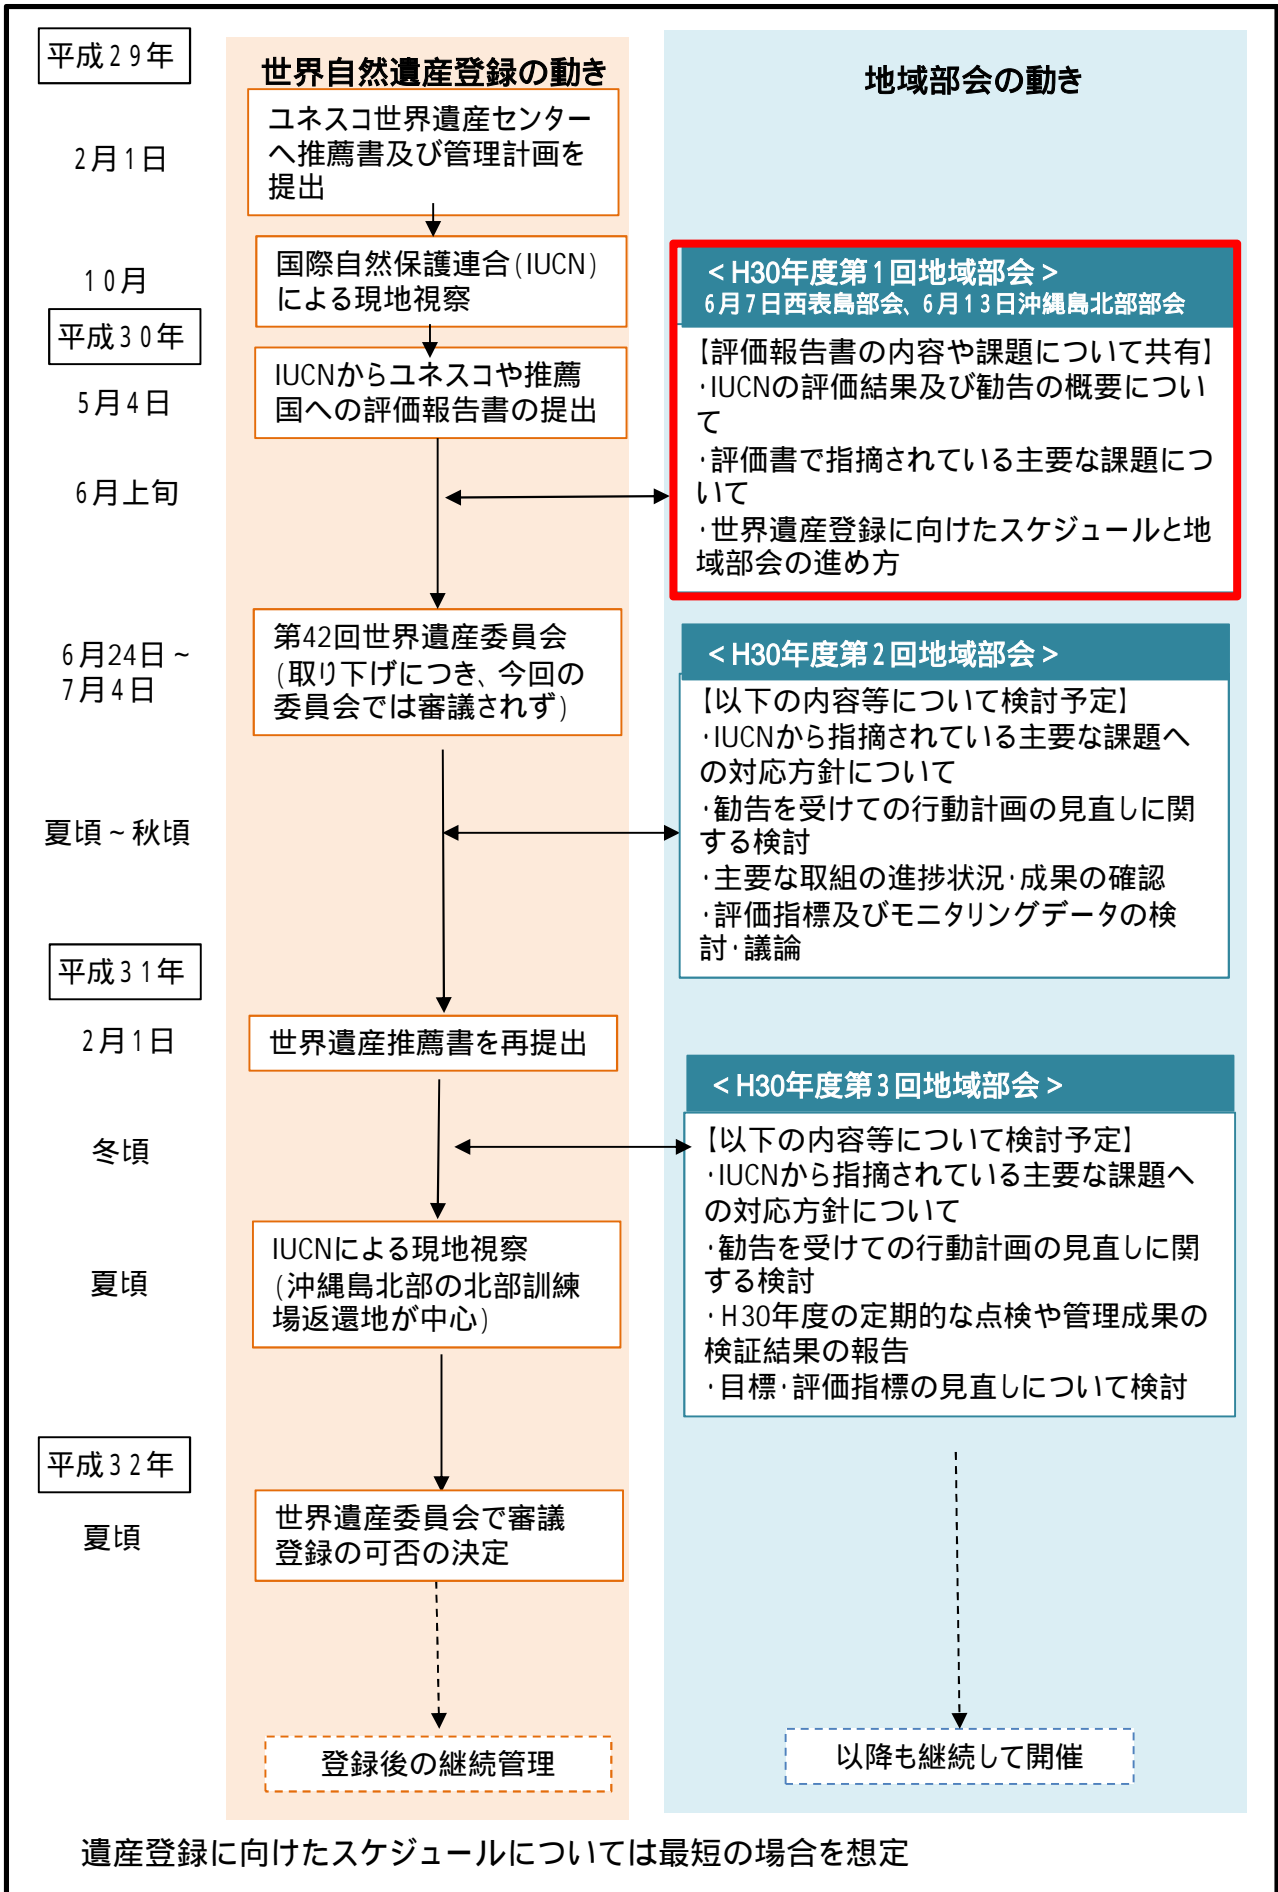 平成29年
世界自然遺産登録の動き
地域部会の動き
2月1日
ユネスコ世界遺産センター
へ推薦書及び管理計画を
提出
10月
国際自然保護連合(IUCN)
による現地視察
平成30年
5月4日
IUCNからユネスコや推薦
国への評価報告書の提出
6月上旬
<H30年度第1回地域部会>
6月7日西表島部会、6月13日沖縄島北部部会
【評価報告書の内容や課題について共有】
・IUCNの評価結果及び勧告の概要につい
て
・評価書で指摘されている主要な課題につ
いて
・世界遺産登録に向けたスケジュールと地
域部会の進め方
6月24日~
7月4日
第42回世界遺産委員会
(取り下げにつき、今回の
委員会では審議されず)
夏頃~秋頃
<H30年度第2回地域部会>
【以下の内容等について検討予定】
・IUCNから指摘されている主要な課題へ
の対応方針について
・勧告を受けての行動計画の見直しに関
する検討
・主要な取組の進捗状況・成果の確認
・評価指標及びモニタリングデータの検
討・議論
平成31年
2月1日
世界遺産推薦書を再提出
冬頃
<H30年度第3回地域部会>
【以下の内容等について検討予定】
・IUCNから指摘されている主要な課題へ
の対応方針について
・勧告を受けての行動計画の見直しに関
する検討
・H30年度の定期的な点検や管理成果の
検証結果の報告
・目標・評価指標の見直しについて検討
夏頃
IUCNによる現地視察
(沖縄島北部の北部訓練
場返還地が中心)
平成32年
夏頃
世界遺産委員会で審議
登録の可否の決定
登録後の継続管理
以降も継続して開催
遺産登録に向けたスケジュールについては最短の場合を想定